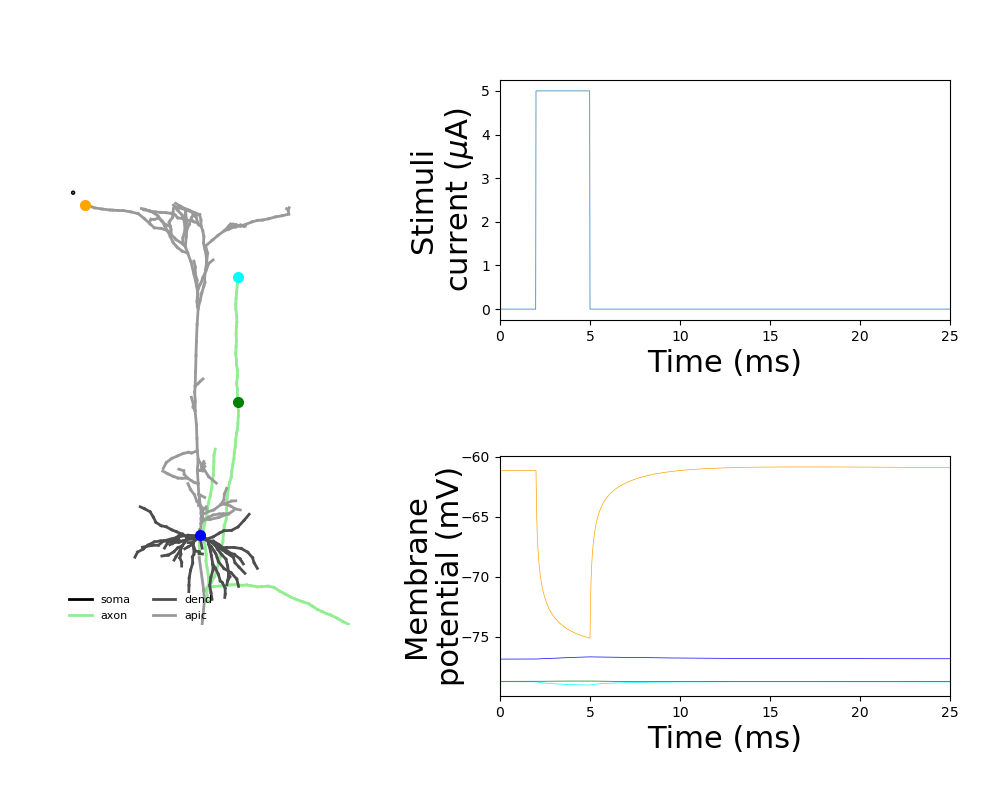 soma
dend
axon
apic
Stimuli
current (μA)
5
4
3
2
1
0
0 5 10 15 20 25
Time (ms)
Membrane
potential (mV)
−60
−65
−70
−75
0 5 10 15 20 25
Time (ms)